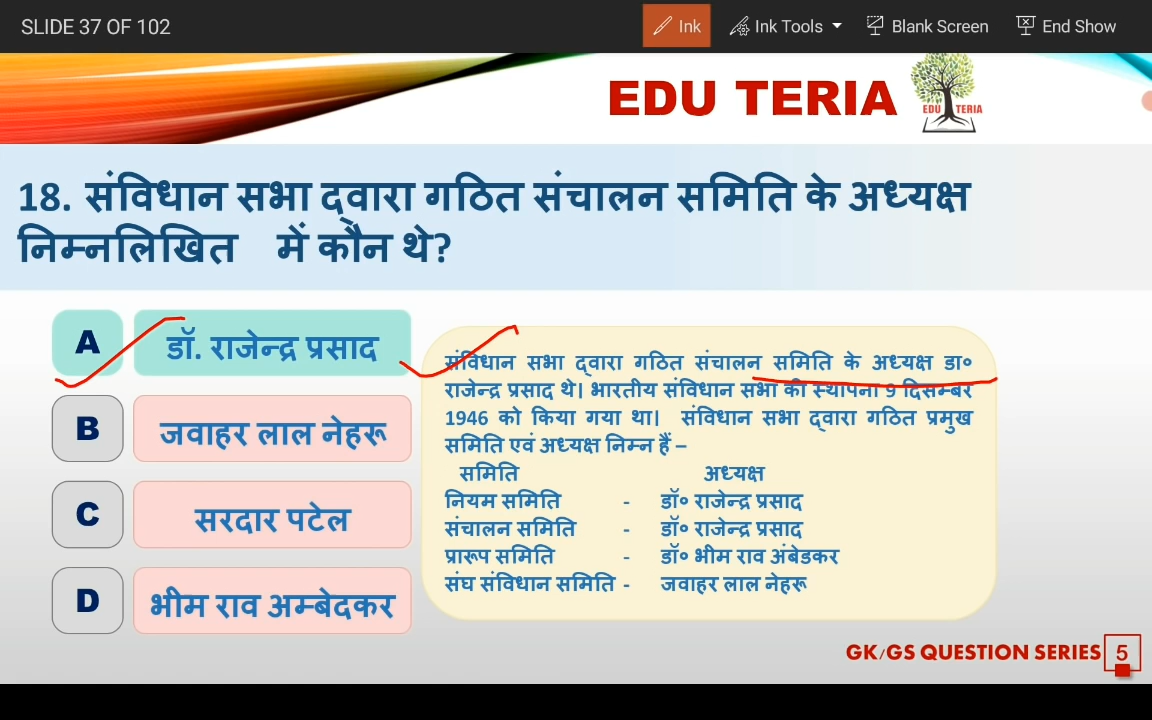 SLIDE 37 OF 102
Ink
Ink Tools
Blank Screen
End Show
EDU TERIA
EDU TERIA
18. संविधान सभा द्वारा गठित संचालन समिति के अध्यक्ष
निम्नलिखित में कौन थे?
A डॉ. राजेन्द्र प्रसाद
B जवाहर लाल नेहरू
C सरदार पटेल
D भीम राव अम्बेदकर
संविधान सभा द्वारा गठित संचालन समिति के अध्यक्ष डा०
राजेन्द्र प्रसाद थे| भारतीय संविधान सभा की स्थापना 9 दिसम्बर
1946 को किया गया था| संविधान सभा द्वारा गठित प्रमुख
समिति एवं अध्यक्ष निम्न हैं –
समिति अध्यक्ष
नियम समिति - डॉ० राजेन्द्र प्रसाद
संचालन समिति - डॉ० राजेन्द्र प्रसाद
प्रारूप समिति - डॉ० भीम राव अंबेडकर
संघ संविधान समिति - जवाहर लाल नेहरू
GK/GS QUESTION SERIES 5